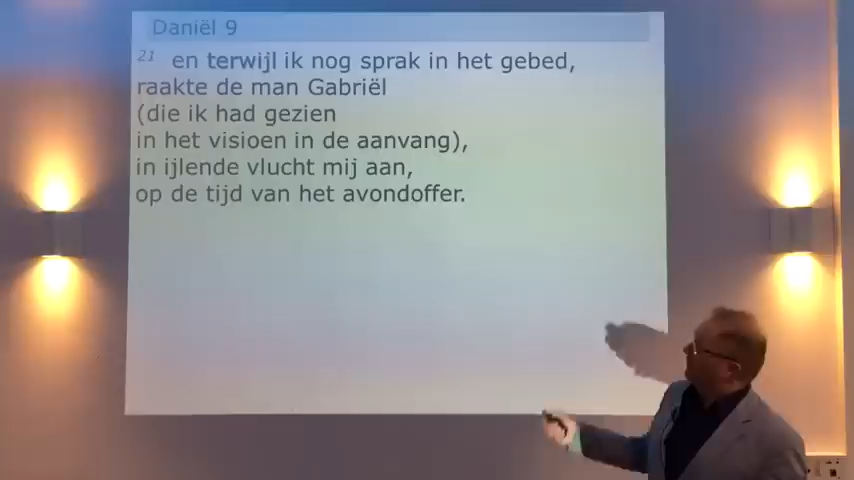 Daniël 9
21 en terwijl ik nog sprak in het gebed,
raakte de man Gabriël
(die ik had gezien
in het visioen in de aanvang),
in ijlende vlucht mij aan,
op de tijd van het avondoffer.